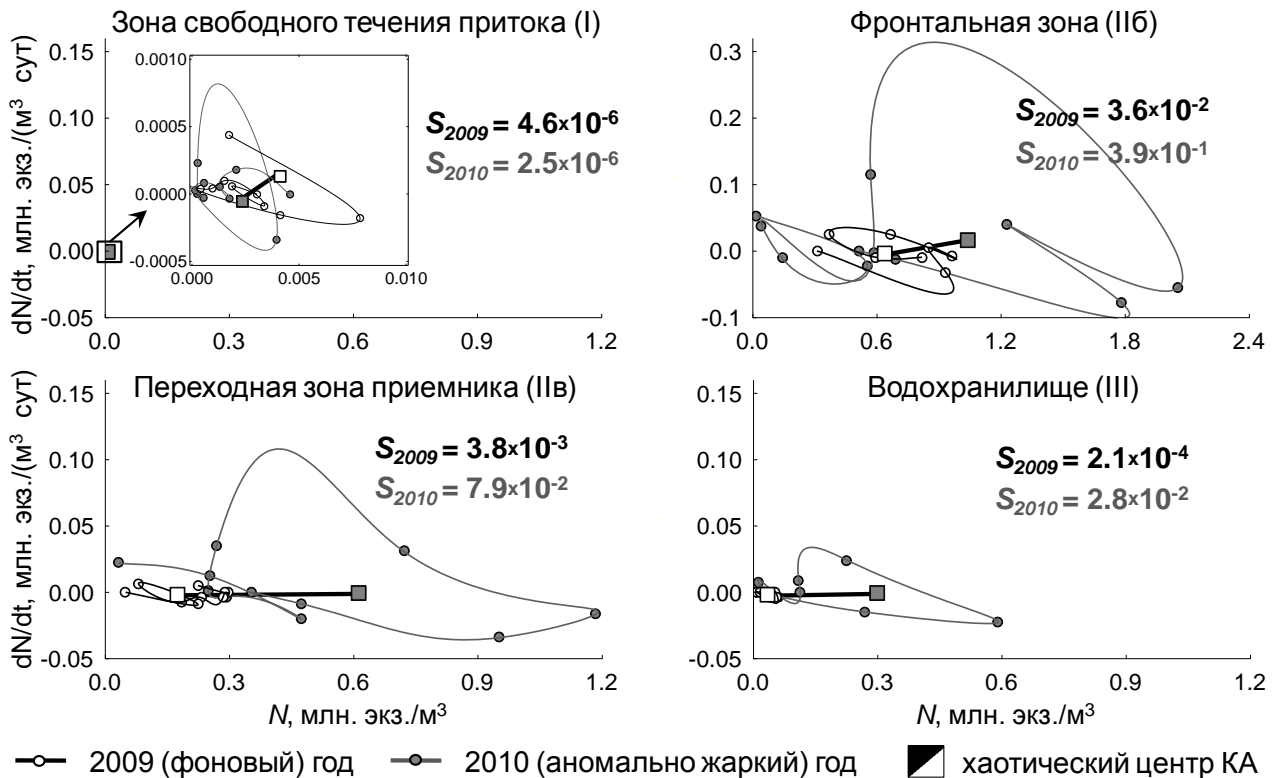 Зона свободного течения притока (I)
dN/dt, млн. экз./(м³ сут)
0.15
0.10
0.05
0.00
-0.05
0.0010
0.0005
0.0000
-0.0005
0.000
0.005
0.010
S2009 = 4.6×10⁻⁶
S2010 = 2.5×10⁻⁶
0.0 0.3 0.6 0.9 1.2
Фронтальная зона (IIб)
0.3
0.2
0.1
0.0
-0.1
S2009 = 3.6×10⁻²
S2010 = 3.9×10⁻¹
0.0 0.6 1.2 1.8 2.4
Переходная зона приемника (IIв)
dN/dt, млн. экз./(м³ сут)
0.15
0.10
0.05
0.00
-0.05
S2009 = 3.8×10⁻³
S2010 = 7.9×10⁻²
0.0 0.3 0.6 0.9 1.2
N, млн. экз./м³
Водохранилище (III)
0.15
0.10
0.05
0.00
-0.05
S2009 = 2.1×10⁻⁴
S2010 = 2.8×10⁻²
0.0 0.3 0.6 0.9 1.2
N, млн. экз./м³
2009 (фоновый) год 2010 (аномально жаркий) год хаотический центр КА